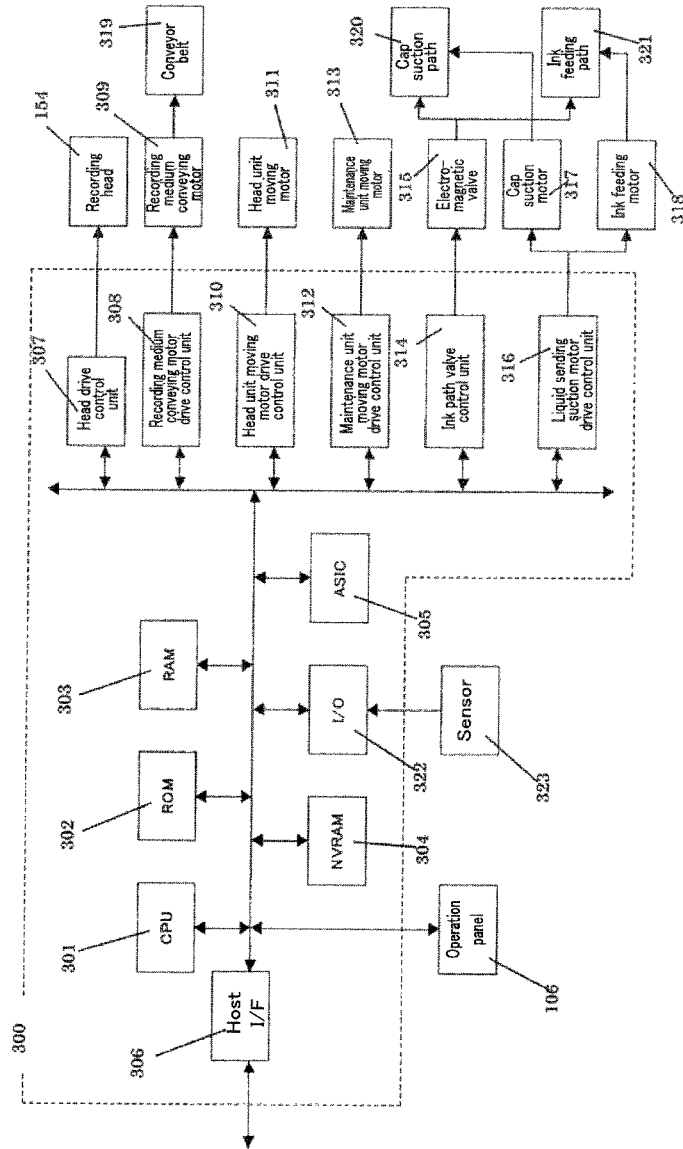 300
301
CPU
302
ROM
303
RAM
306
Host
I/F
NVRAM
304
I/O
322
ASIC
305
Operation
panel
106
Sensor
323
307
Head drive
control
unit
308
Recording medium
conveying motor
drive control unit
310
Head unit moving
motor drive
control unit
312
Maintenance unit
moving motor
drive control unit
314
Ink path valve
control unit
316
Liquid sending
suction motor
drive control unit
154
Recording
head
309
Recording
medium
conveying
motor
311
Head unit
moving
motor
313
Maintenance
unit moving
motor
315
Electro-
magnetic
valve
Cap
suction
motor
317
Ink feeding
motor
318
319
Conveyor
belt
320
Cap
suction
path
321
Ink
feeding
path